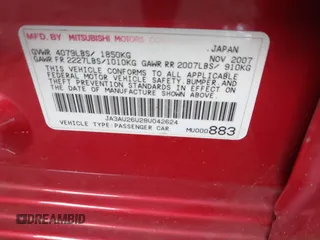 MFD. BY MITSUBISHI MOTORS
JAPAN
GVWR 4079LBS/ 1850KG NOV 2007
GAWR FR 2227LBS/1010KG GAWR RR 2007LBS/ 910KG
THIS VEHICLE CONFORMS TO ALL APPLICABLE
FEDERAL MOTOR VEHICLE SAFETY,BUMPER AND
THEFT PREVENTION STANDARDS IN EFFECT ON
THE DATE OF MANUFACTURE SHOWN ABOVE.
JA3AU26U28U042624
VEHICLE TYPE:PASSENGER CAR
MU000883
DREAMBID